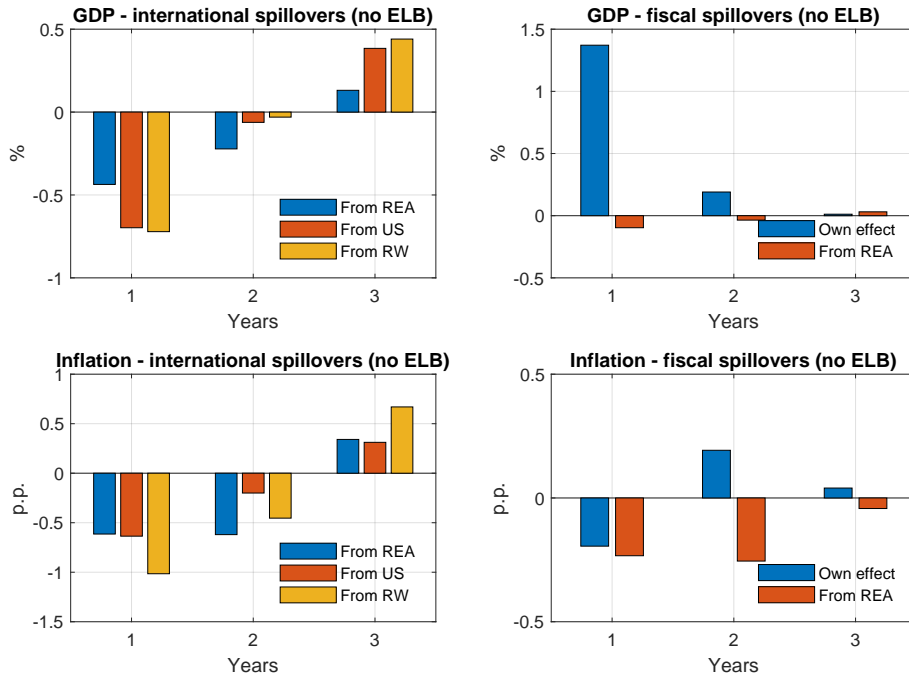 GDP - international spillovers (no ELB)
0.5
0
-0.5
-1
%
From REA
From US
From RW
1 2 3
Years
GDP - fiscal spillovers (no ELB)
1.5
1
0.5
0
-0.5
%
Own effect
From REA
1 2 3
Years
Inflation - international spillovers (no ELB)
1
0.5
0
-0.5
-1
-1.5
p.p.
From REA
From US
From RW
1 2 3
Years
Inflation - fiscal spillovers (no ELB)
0.5
0
-0.5
p.p.
Own effect
From REA
1 2 3
Years